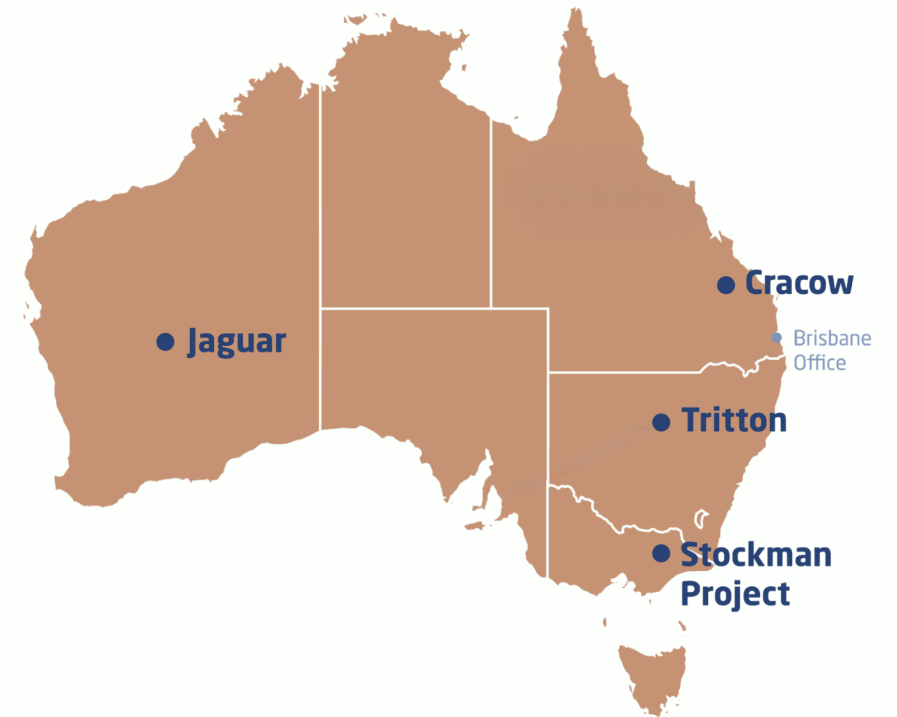 Cracow
Jaguar
Brisbane
Office
Tritton
Stockman
Project